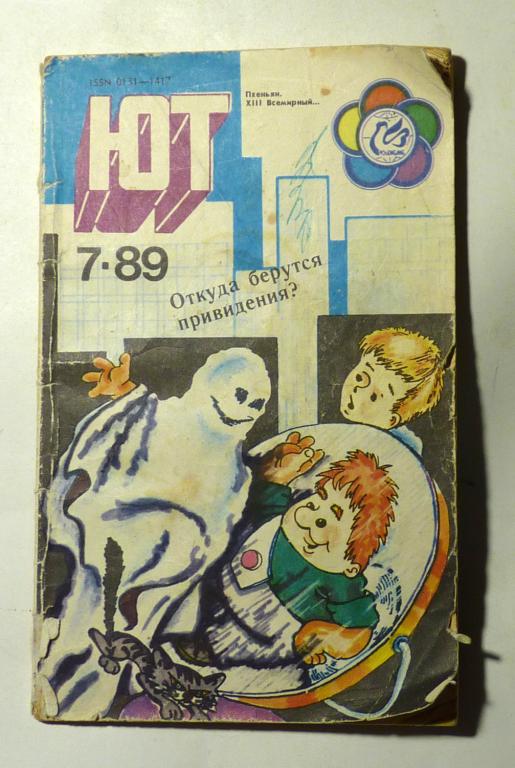 ISSN 0131—1417
Пхеньян.
XIII Всемирный...
ЮТ
7·89
Откуда берутся
привидения?